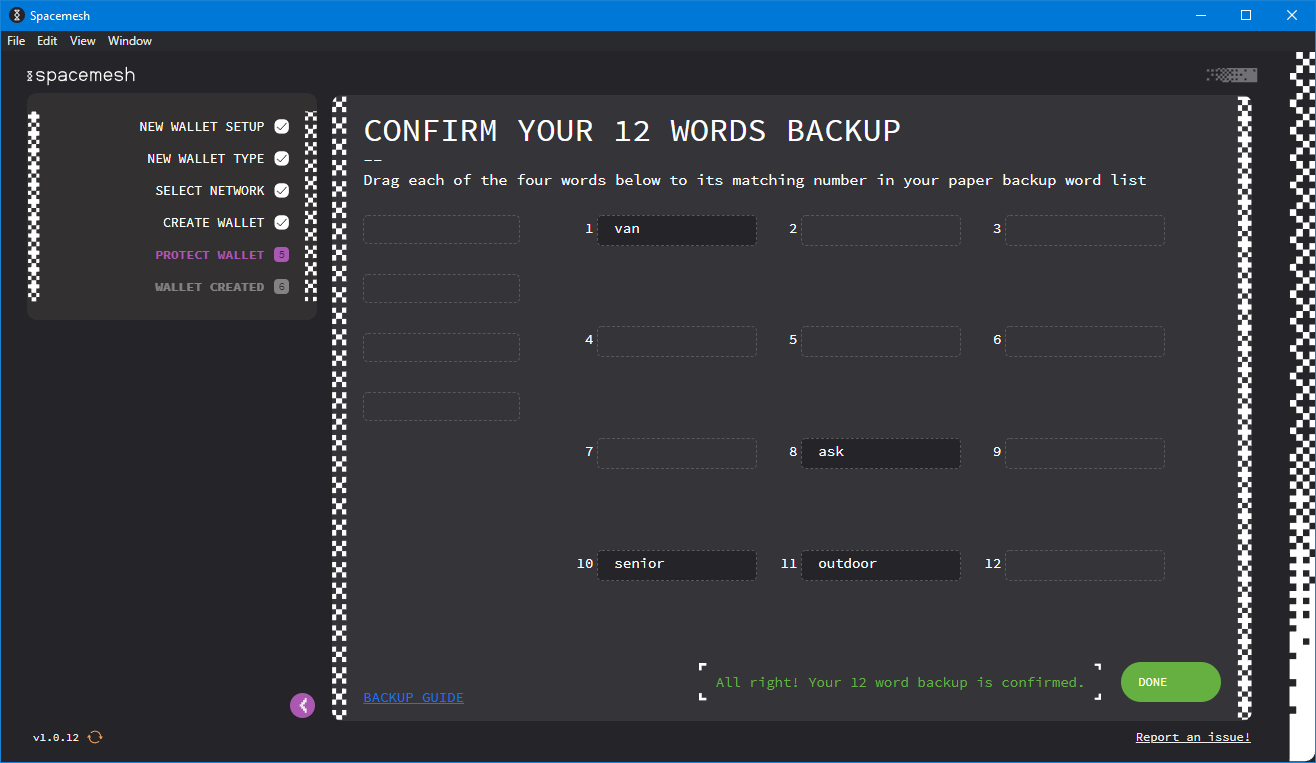 Spacemesh
File Edit View Window
spacemesh
NEW WALLET SETUP
NEW WALLET TYPE
SELECT NETWORK
CREATE WALLET
PROTECT WALLET 5
WALLET CREATED 6
CONFIRM YOUR 12 WORDS BACKUP
--
Drag each of the four words below to its matching number in your paper backup word list
1 van 2 3
4 5 6
7 8 ask 9
10 senior 11 outdoor 12
BACKUP GUIDE
All right! Your 12 word backup is confirmed.
DONE
v1.0.12
Report an issue!